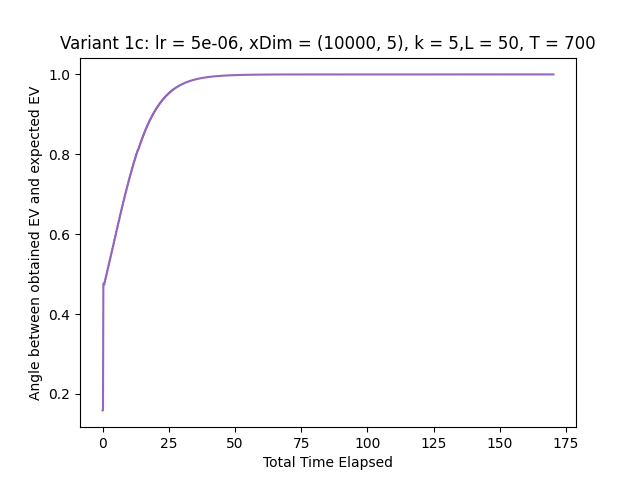 Variant 1c: lr = 5e-06, xDim = (10000, 5), k = 5,L = 50, T = 700
Angle between obtained EV and expected EV
1.0
0.8
0.6
0.4
0.2
0 25 50 75 100 125 150 175
Total Time Elapsed